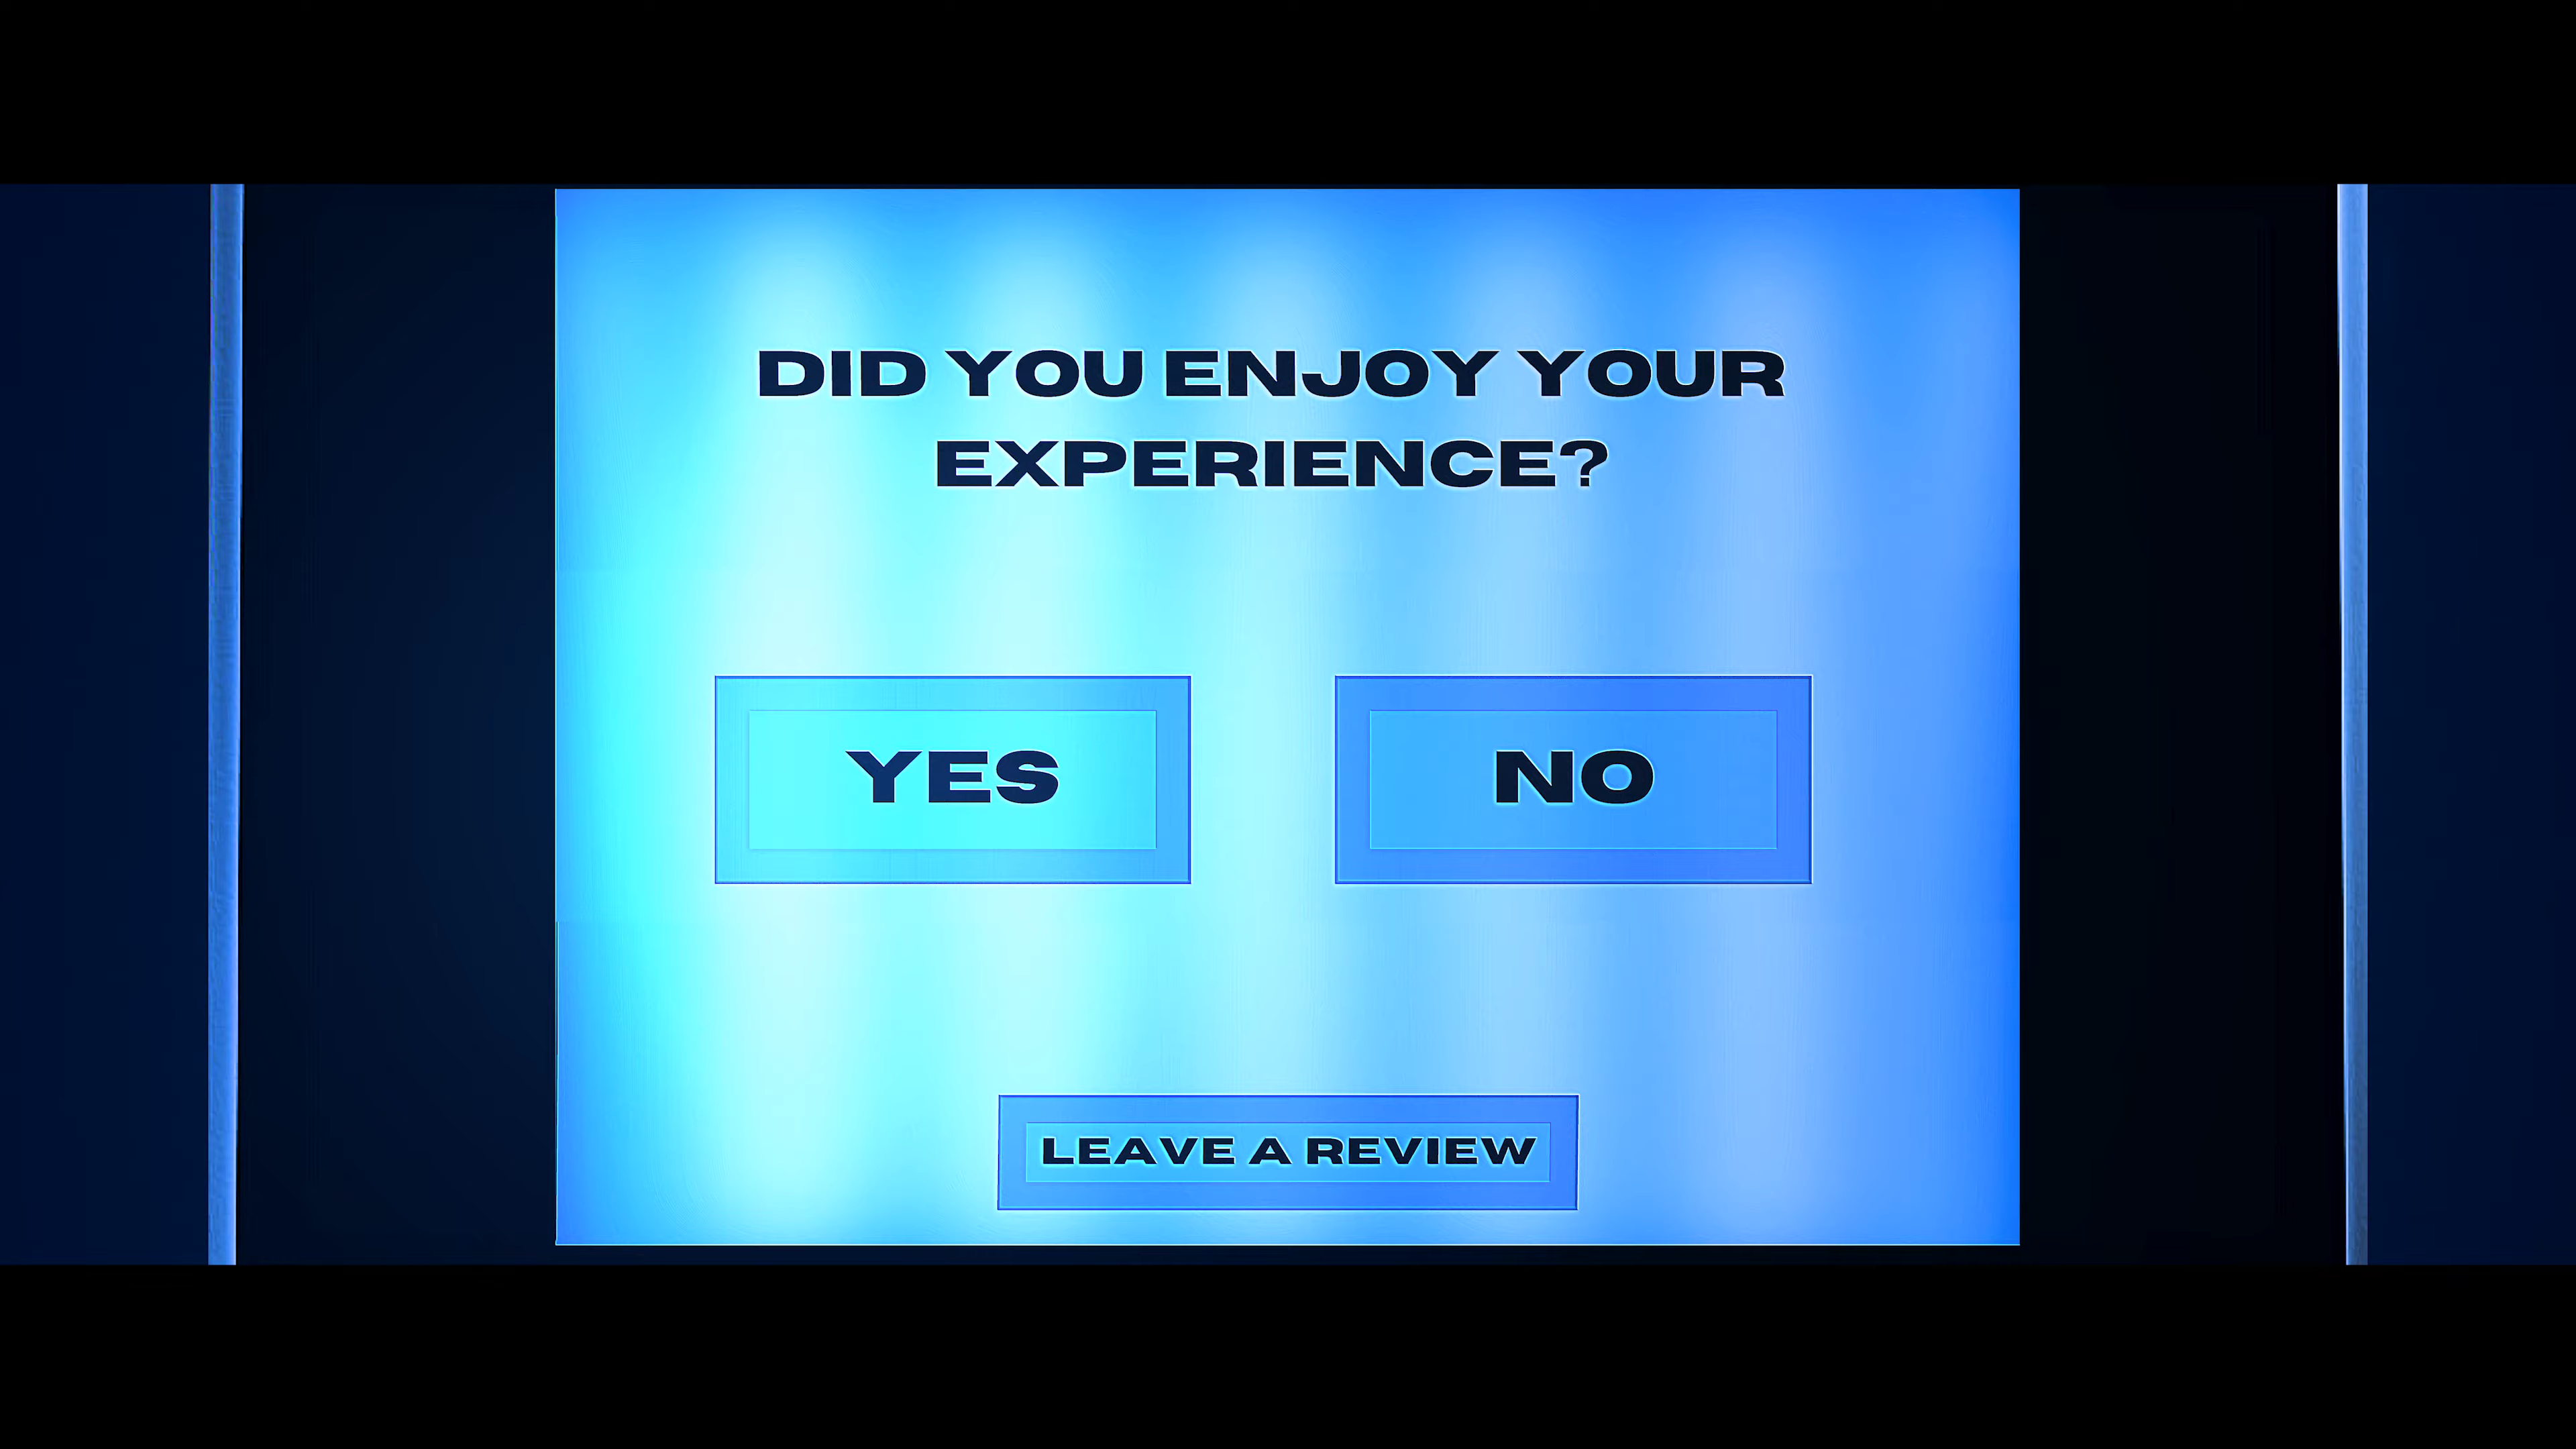 DID YOU ENJOY YOUR
EXPERIENCE?
YES
NO
LEAVE A REVIEW